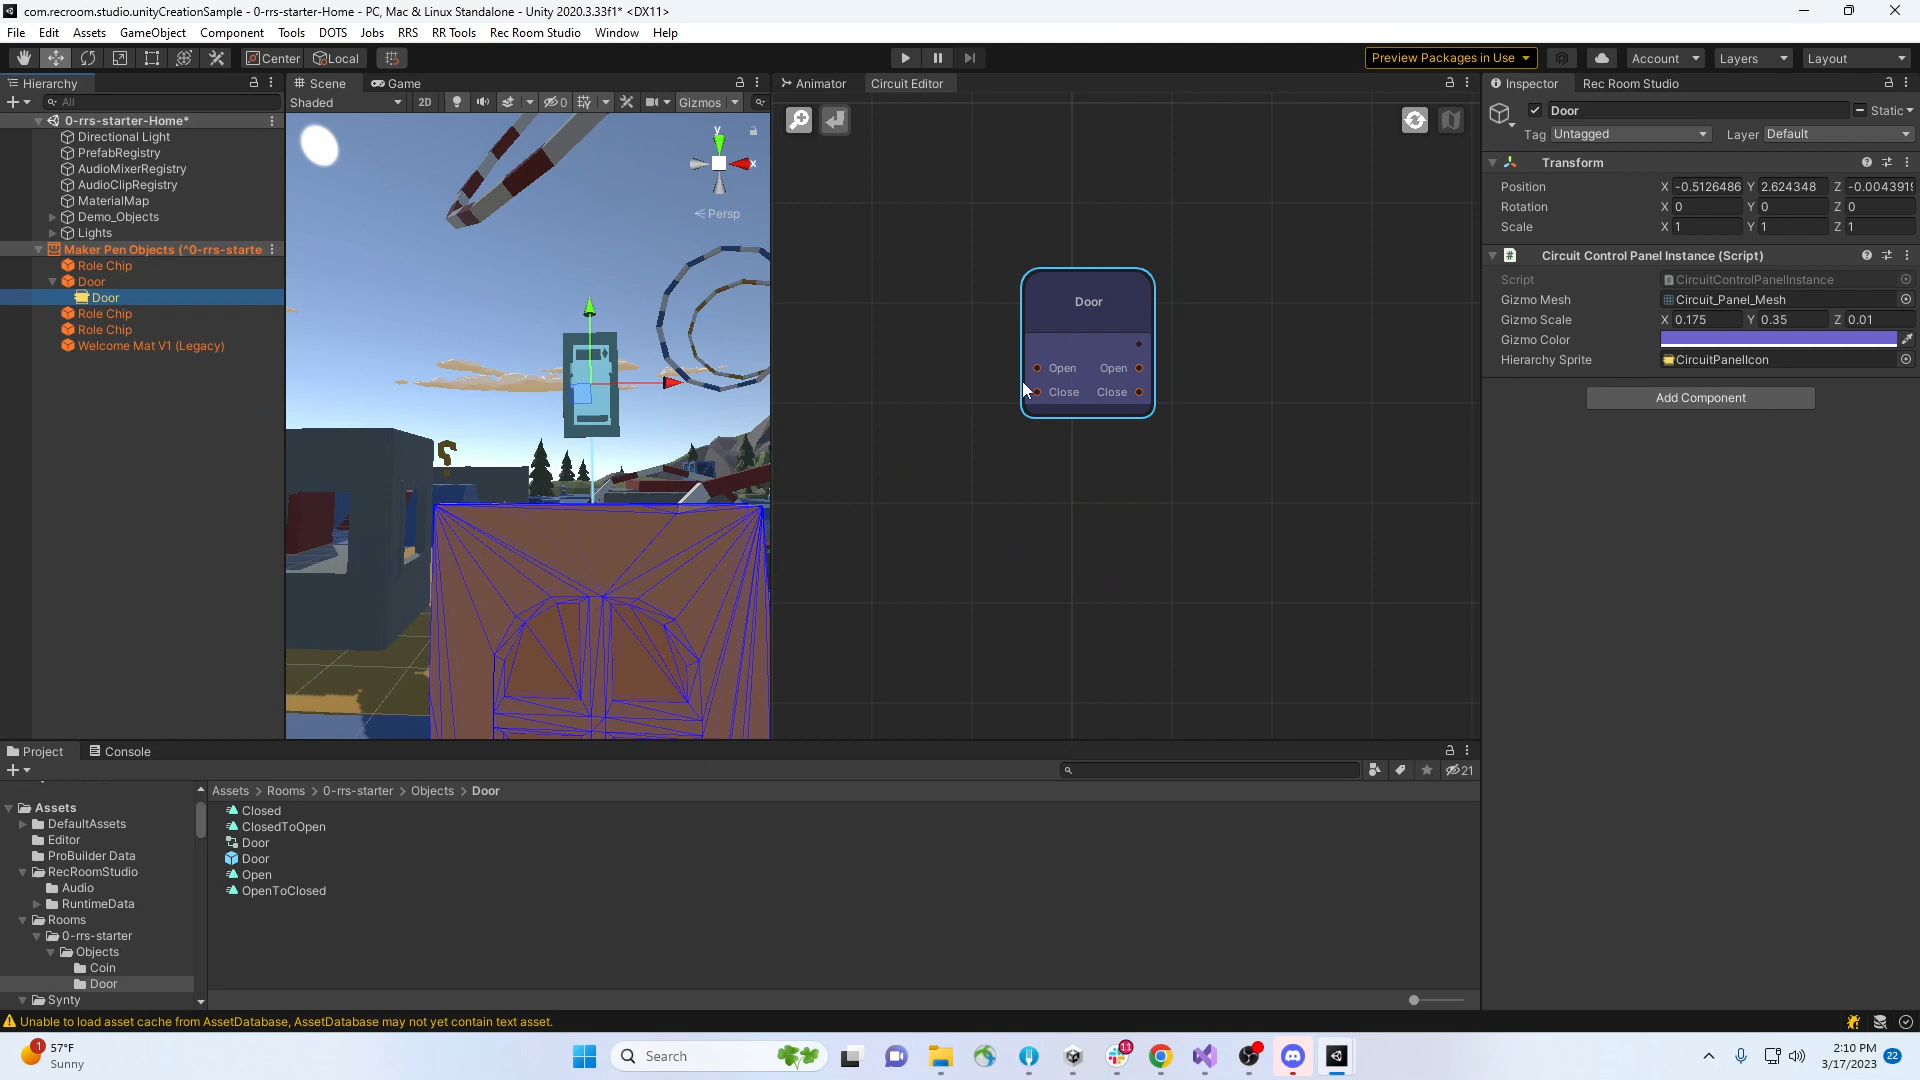 com.recroom.studio.unityCreationSample - 0-rrs-starter-Home - PC, Mac & Linux Standalone - Unity 2020.3.33f1* <DX11>
File Edit Assets GameObject Component Tools DOTS Jobs RRS RR Tools Rec Room Studio Window Help
Center Local Preview Packages in Use Account Layers Layout
Hierarchy
All
0-rrs-starter-Home*
Directional Light
PrefabRegistry
AudioMixerRegistry
AudioClipRegistry
MaterialMap
Demo_Objects
Lights
Maker Pen Objects (^0-rrs-starte
Role Chip
Door
Door
Role Chip
Role Chip
Welcome Mat V1 (Legacy)
Scene Game
Shaded 2D 0 Gizmos
y
x
Persp
Animator Circuit Editor
Door
Open Open
Close Close
Inspector Rec Room Studio
Door Static
Tag Untagged Layer Default
Transform
Position X -0.5126486 Y 2.624348 Z -0.0043919
Rotation X 0 Y 0 Z 0
Scale X 1 Y 1 Z 1
Circuit Control Panel Instance (Script)
Script CircuitControlPanelInstance
Gizmo Mesh Circuit_Panel_Mesh
Gizmo Scale X 0.175 Y 0.35 Z 0.01
Gizmo Color
Hierarchy Sprite CircuitPanelIcon
Add Component
Project Console
21
Assets
DefaultAssets
Editor
ProBuilder Data
RecRoomStudio
Audio
RuntimeData
Rooms
0-rrs-starter
Objects
Coin
Door
Synty
Assets > Rooms > 0-rrs-starter > Objects > Door
Closed
ClosedToOpen
Door
Door
Open
OpenToClosed
Unable to load asset cache from AssetDatabase, AssetDatabase may not yet contain text asset.
1
57°F
Sunny
Search
11
2:10 PM
3/17/2023
22